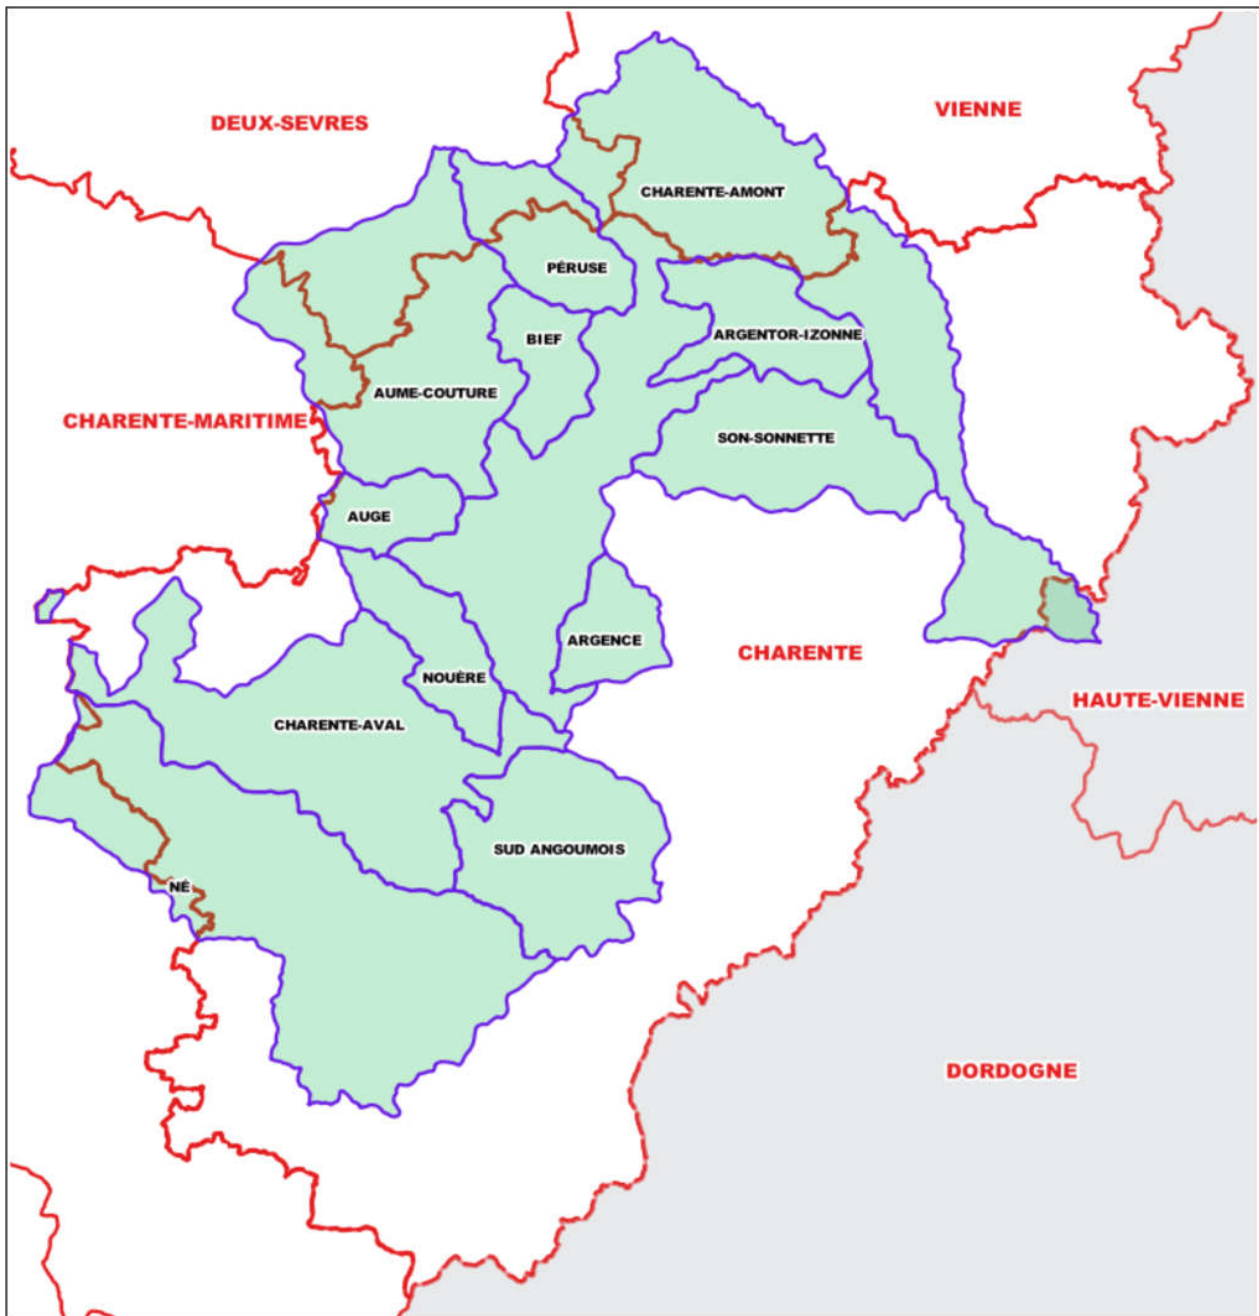 DEUX-SEVRES
VIENNE
CHARENTE-AMONT
PÉRUSE
ARGENTOR-IZONNE
BIEF
AUME-COUTURE
CHARENTE-MARITIME
SON-SONNETTE
AUGE
ARGENCE
CHARENTE
NOUÈRE
HAUTE-VIENNE
CHARENTE-AVAL
SUD ANGOUMOIS
NÉ
DORDOGNE